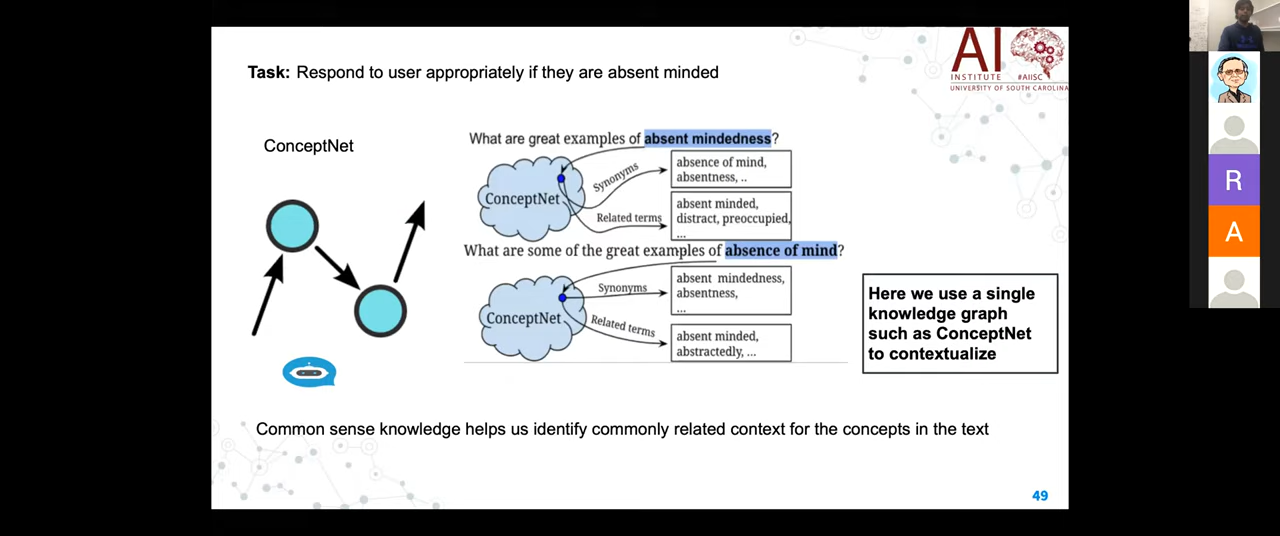 Task: Respond to user appropriately if they are absent minded
AI
INSTITUTE #AIISC
UNIVERSITY OF SOUTH CAROLINA
ConceptNet
What are great examples of absent mindedness?
ConceptNet
Synonyms
absence of mind,
absentness, ..
Related terms
absent minded,
distract, preoccupied,
...
What are some of the great examples of absence of mind?
ConceptNet
Synonyms
absent mindedness,
absentness,
...
Related terms
absent minded,
abstractedly, ...
Here we use a single
knowledge graph
such as ConceptNet
to contextualize
Common sense knowledge helps us identify commonly related context for the concepts in the text
49
R
A